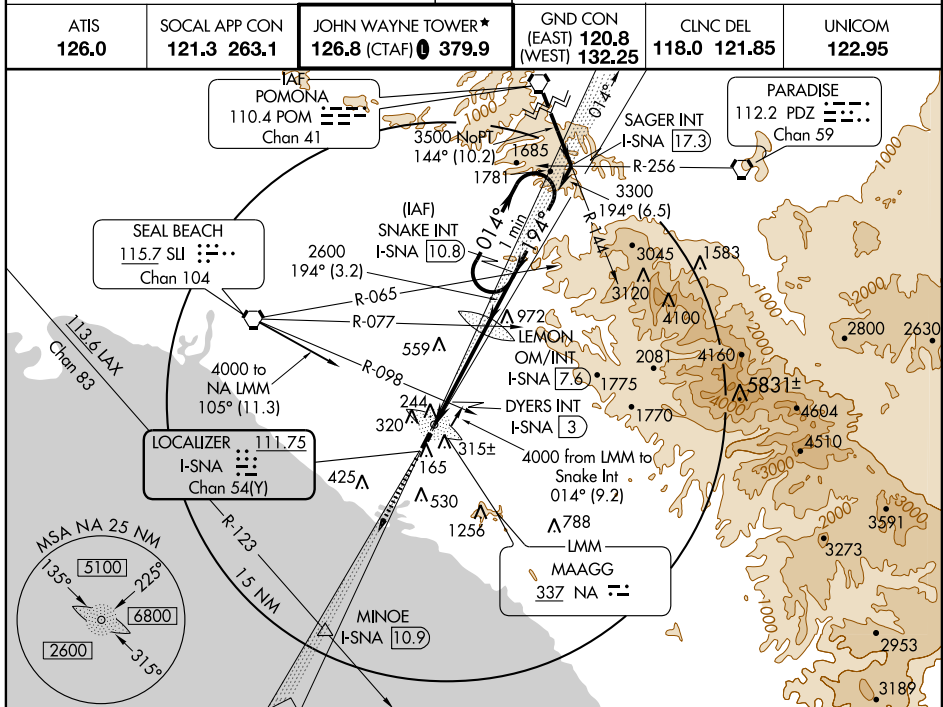 ATIS
126.0
SOCAL APP CON
121.3 263.1
JOHN WAYNE TOWER★
126.8 (CTAF) L 379.9
GND CON
(EAST) 120.8
(WEST) 132.25
CLNC DEL
118.0 121.85
UNICOM
122.95
IAF
POMONA
110.4 POM
Chan 41
014°
PARADISE
112.2 PDZ
Chan 59
SAGER INT
I-SNA 17.3
3500 NoPT
144° (10.2)
1685
1781
R-256
3300
194° (6.5)
R-144
1000
(IAF)
SNAKE INT
I-SNA 10.8
014°
1 min
194°
SEAL BEACH
115.7 SLI
Chan 104
2600
194° (3.2)
R-065
R-077
R-098
3045
1583
3120
4100
1000
2000
2800
2630
972
559
LEMON
OM/INT
I-SNA 7.6
2081
4160
1775
5831±
4000
4604
1770
4510
3000
113.6 LAX
Chan 83
4000 to
NA LMM
105° (11.3)
244
320
DYERS INT
I-SNA 3
315±
165
4000 from LMM to
Snake Int
014° (9.2)
LOCALIZER 111.75
I-SNA
Chan 54(Y)
425
530
1256
788
3591
3000
2000
3273
1000
R-123
15 NM
LMM
MAAGG
337 NA
MSA NA 25 NM
135°
5100
225°
6800
2600
315°
MINOE
I-SNA 10.9
2953
3189